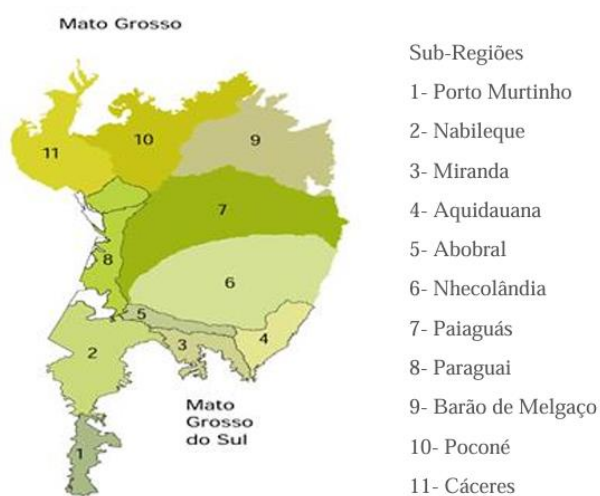 Mato Grosso
11
10
9
7
8
6
5
4
3
2
1
Mato
Grosso
do Sul
Sub-Regiões
1- Porto Murtinho
2- Nabileque
3- Miranda
4- Aquidauana
5- Abobral
6- Nhecolândia
7- Paiaguás
8- Paraguai
9- Barão de Melgaço
10- Poconé
11- Cáceres